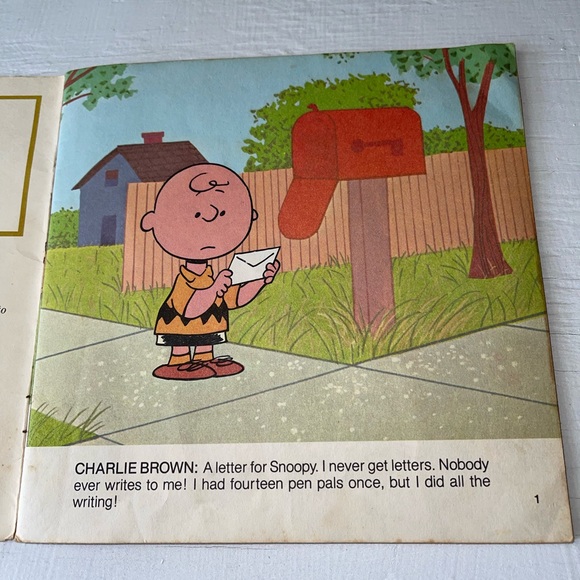 io
CHARLIE BROWN: A letter for Snoopy. I never get letters. Nobody
ever writes to me! I had fourteen pen pals once, but I did all the
writing!
1